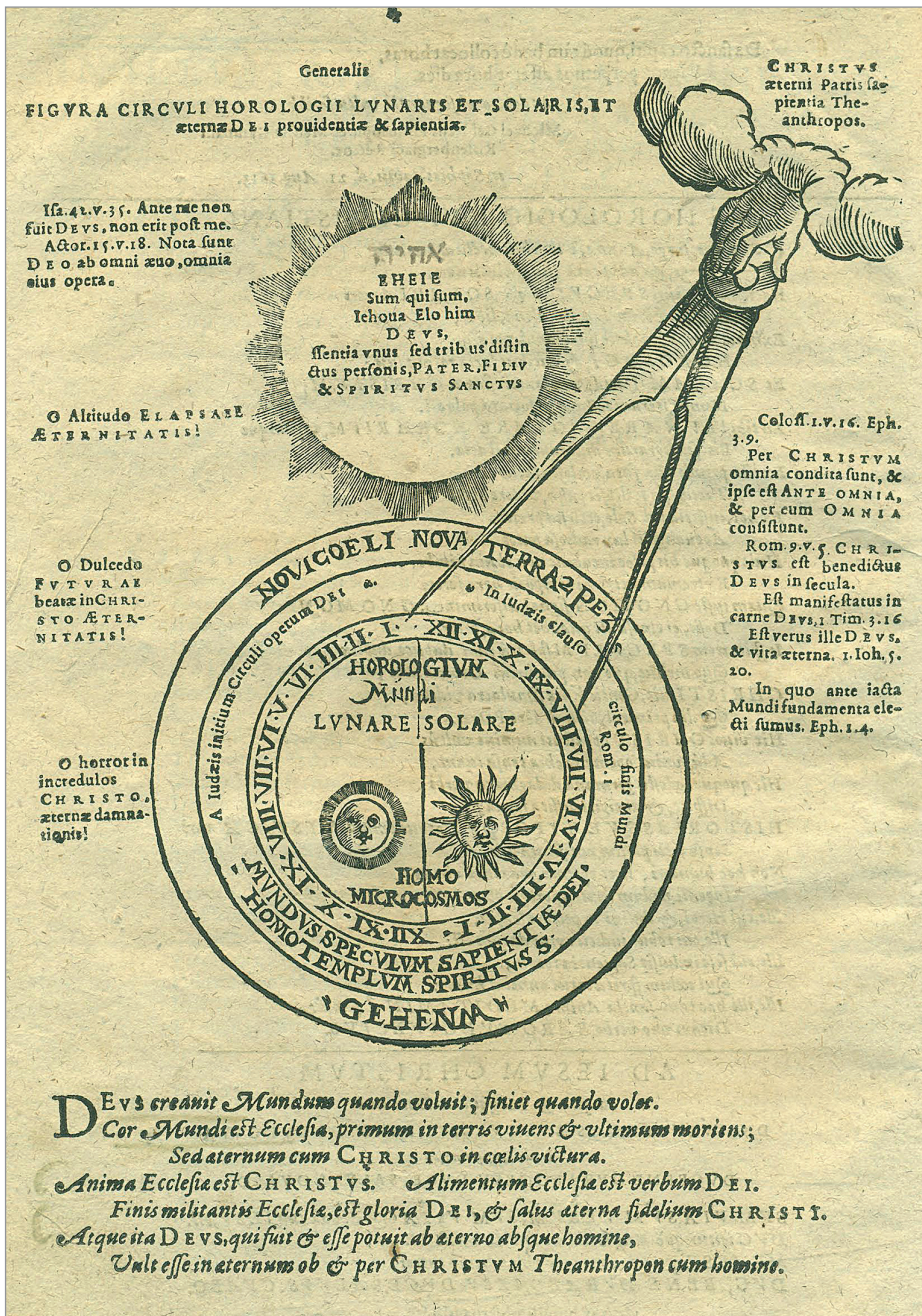 Generalis
FIGVRA CIRCVLI HOROLOGII LVNARIS ET SOLARIS, ET
æternæ DEI prouidentiæ & sapientiæ.
CHRISTVS
æterni Patris sa-
pientia The-
anthropos.
Isa. 42. v. 35. Ante me non
fuit DEVS, non erit post me.
Actor. 15. v. 18. Nota sunt
DEO ab omni æuo, omnia
eius opera.
אהיה
EHEIE
Sum qui sum,
Iehoua Elo him
DEVS,
ssentia vnus sed trib us' distin
ctus personis, PATER, FILIV
& SPIRITVS SANCTVS
O Altitudo ELAPSAE
ÆTERNITATIS!
O Dulcedo
FVTVRAE
beatæ in CHRI-
STO ÆTER-
NITATIS!
O horror in
incredulos
CHRISTO,
æternæ damna-
tionis!
Coloss. 1. v. 16. Eph.
3. 9.
Per CHRISTVM
omnia condita sunt, &
ipse est ANTE OMNIA,
& per eum OMNIA
consistunt.
Rom. 9. v. 5. CHRI-
STVS est benedictus
DEVS in secula.
Est manifestatus in
carne DEVS, 1 Tim. 3. 16
Est verus ille DEVS,
& vita æterna. 1. Ioh. 5.
20.
In quo ante iacta
Mundi fundamenta ele-
cti sumus. Eph. 1. 4.
NOVI COELI NOVA TERRA 2 PE 3
A Iudæis initium Circuli operum DEI
In Iudæis clauso
circulo finis Mundi
Rom. 1
I· II· III· VI· V· VI· VII· VIII· XI· X· IX· IIX
XII· XI· X· IX· VIII· VII· VI· V· IV· III· II· I·
HOROLOGIVM
Mundi
LVNARE SOLARE
HOMO
MICROCOSMOS
MVNDVS SPECVLVM SAPIENTIÆ DEI
HOMO TEMPLVM SPIRITVS S
GEHENNA
DEVS creauit Mundum quando voluit; finiet quando volet.
Cor Mundi est Ecclesia, primum in terris viuens & vltimum moriens;
Sed æternum cum CHRISTO in cœlis victura.
Anima Ecclesiæ est CHRISTVS. Alimentum Ecclesiæ est verbum DEI.
Finis militantis Ecclesiæ, est gloria DEI, & salus æterna fidelium CHRISTI.
Atque ita DEVS, qui fuit & esse potuit ab æterno absque homine,
Vult esse in æternum ob & per CHRISTVM Theanthropon cum homine.